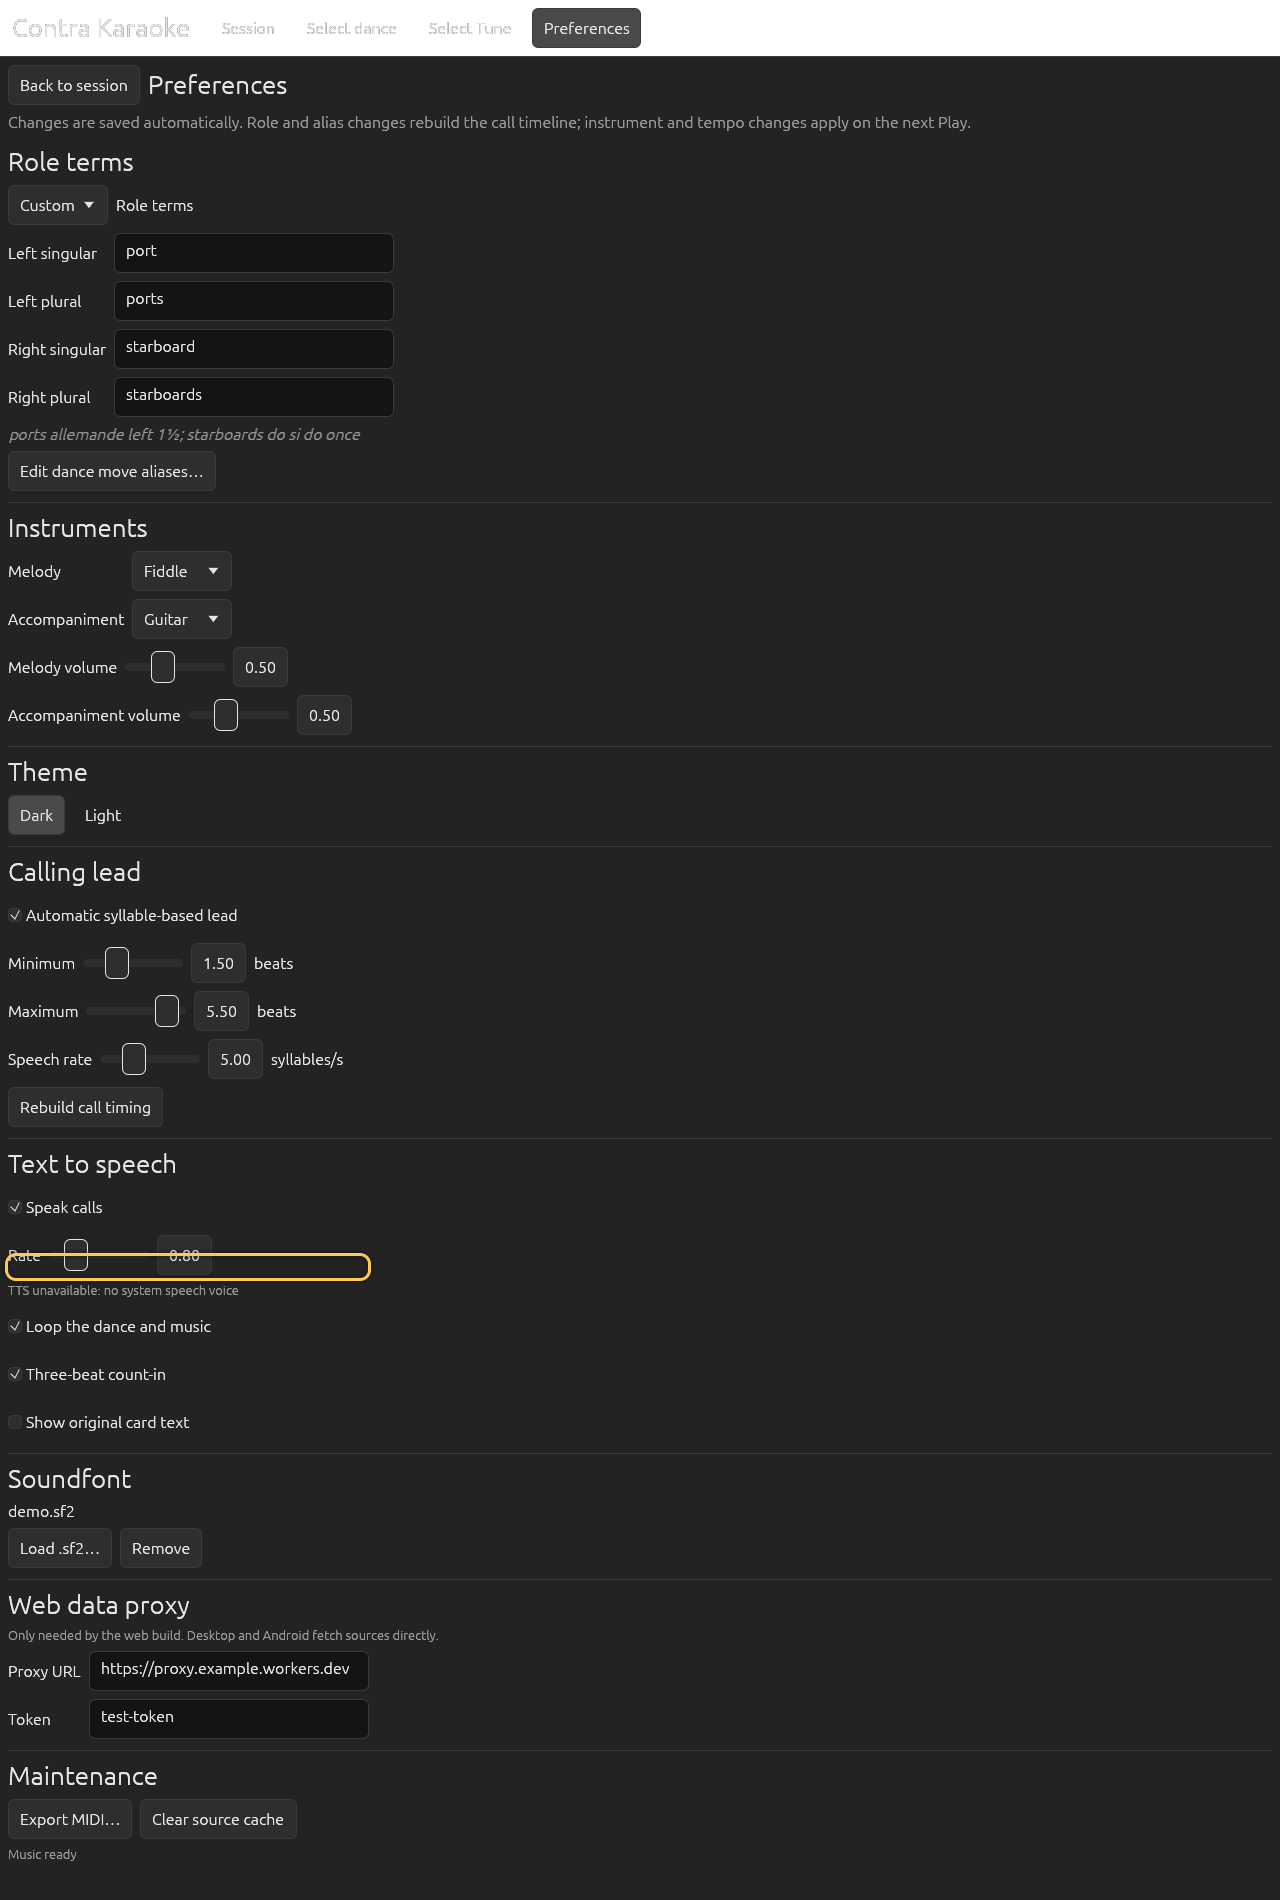 Contra Karaoke Session Select dance Select Tune Preferences
Back to session Preferences
Changes are saved automatically. Role and alias changes rebuild the call timeline; instrument and tempo changes apply on the next Play.
Role terms
Custom Role terms
Left singular port
Left plural ports
Right singular starboard
Right plural starboards
ports allemande left 1½; starboards do si do once
Edit dance move aliases…
Instruments
Melody Fiddle
Accompaniment Guitar
Melody volume 0.50
Accompaniment volume 0.50
Theme
Dark Light
Calling lead
Automatic syllable-based lead
Minimum 1.50 beats
Maximum 5.50 beats
Speech rate 5.00 syllables/s
Rebuild call timing
Text to speech
Speak calls
Rate 0.80
TTS unavailable: no system speech voice
Loop the dance and music
Three-beat count-in
Show original card text
Soundfont
demo.sf2
Load .sf2… Remove
Web data proxy
Only needed by the web build. Desktop and Android fetch sources directly.
Proxy URL https://proxy.example.workers.dev
Token test-token
Maintenance
Export MIDI… Clear source cache
Music ready